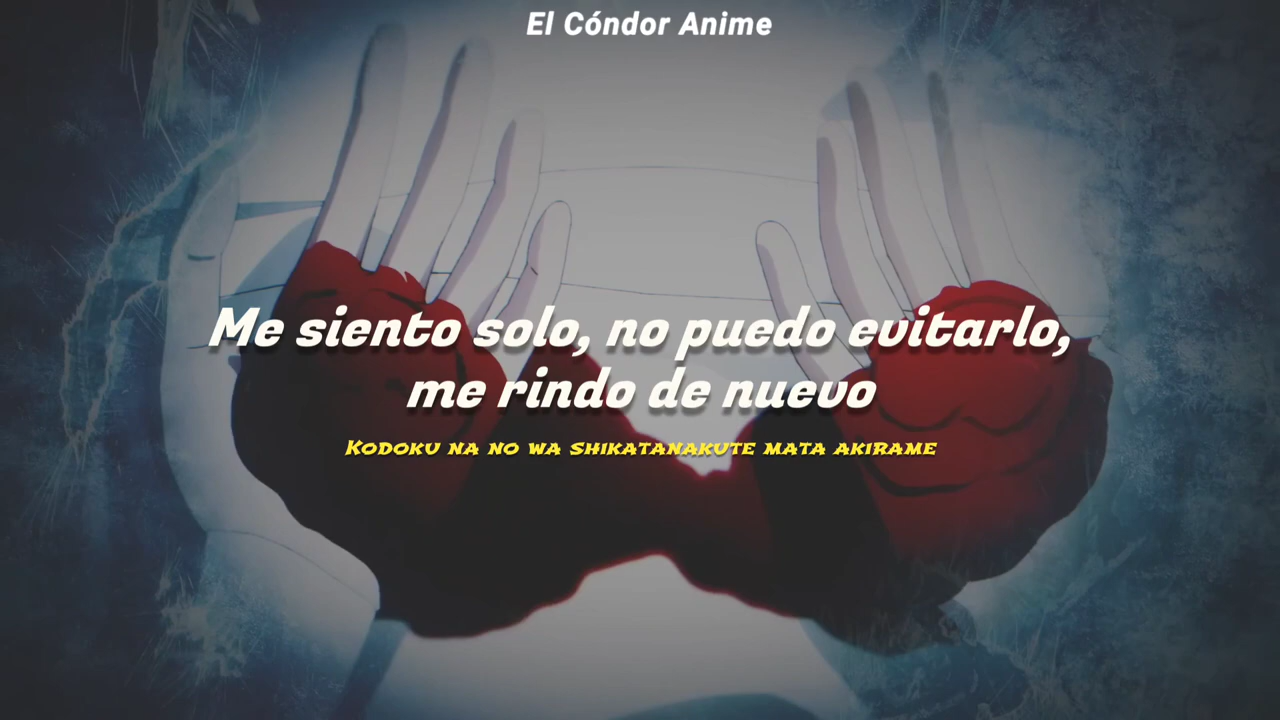 El Cóndor Anime
Me siento solo, no puedo evitarlo,
me rindo de nuevo
Kodoku na no wa shikatanakute mata akirame